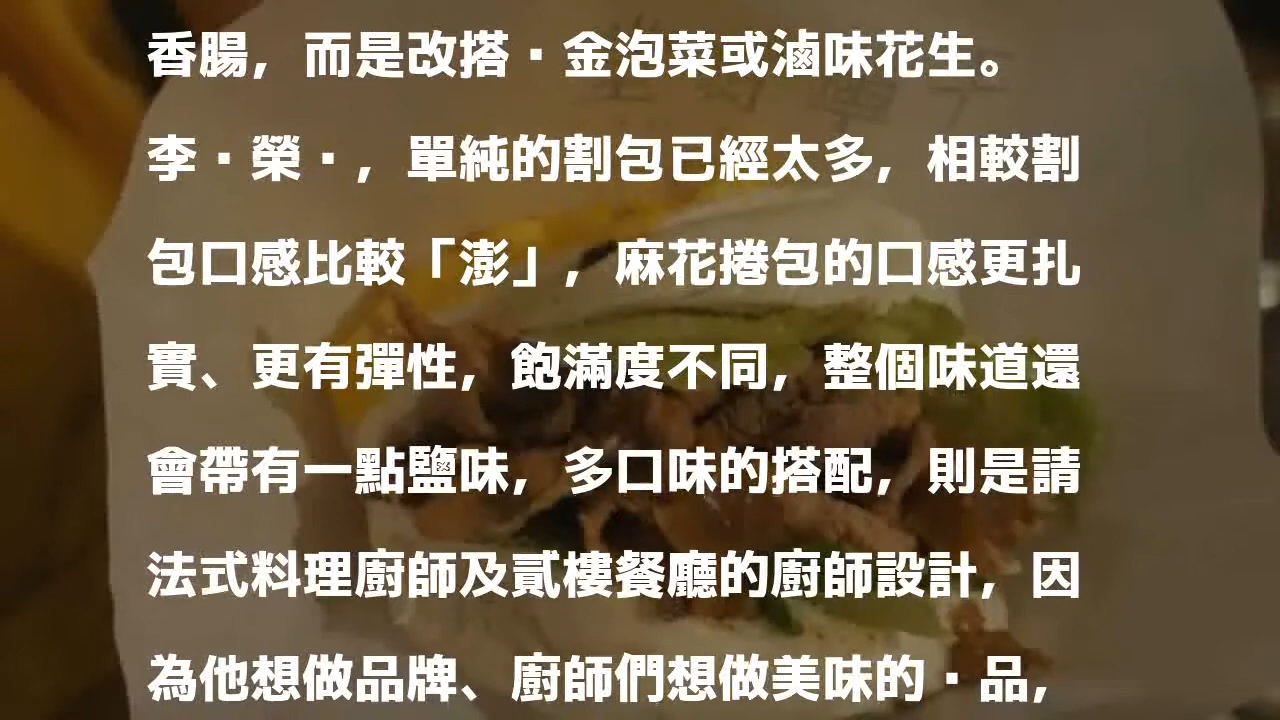 香腸，而是改搭·金泡菜或滷味花生。
李·榮·，單純的割包已經太多，相較割
包口感比較「澎」，麻花捲包的口感更扎
實、更有彈性，飽滿度不同，整個味道還
會帶有一點鹽味，多口味的搭配，則是請
法式料理廚師及貳樓餐廳的廚師設計，因
為他想做品牌、廚師們想做美味的·品，